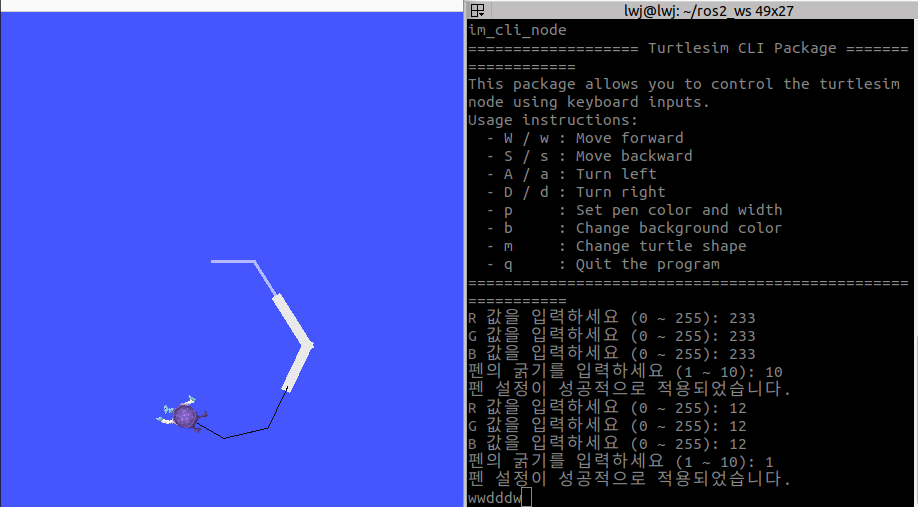 lwj@lwj: ~/ros2_ws 49x27
im_cli_node
=================== Turtlesim CLI Package =======
============
This package allows you to control the turtlesim
node using keyboard inputs.
Usage instructions:
  - W / w : Move forward
  - S / s : Move backward
  - A / a : Turn left
  - D / d : Turn right
  - p     : Set pen color and width
  - b     : Change background color
  - m     : Change turtle shape
  - q     : Quit the program
=================================================
===========
R 값을 입력하세요 (0 ~ 255): 233
G 값을 입력하세요 (0 ~ 255): 233
B 값을 입력하세요 (0 ~ 255): 233
펜의 굵기를 입력하세요 (1 ~ 10): 10
펜 설정이 성공적으로 적용되었습니다.
R 값을 입력하세요 (0 ~ 255): 12
G 값을 입력하세요 (0 ~ 255): 12
B 값을 입력하세요 (0 ~ 255): 12
펜의 굵기를 입력하세요 (1 ~ 10): 1
펜 설정이 성공적으로 적용되었습니다.
wwdddw